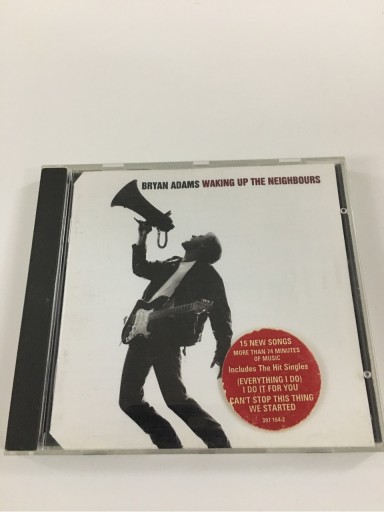 BRYAN ADAMS WAKING UP THE NEIGHBOURS
15 NEW SONGS
MORE THAN 74 MINUTES
OF MUSIC
Includes The Hit Singles
(EVERYTHING I DO)
I DO IT FOR YOU
CAN'T STOP THIS THING
WE STARTED
397 164-2